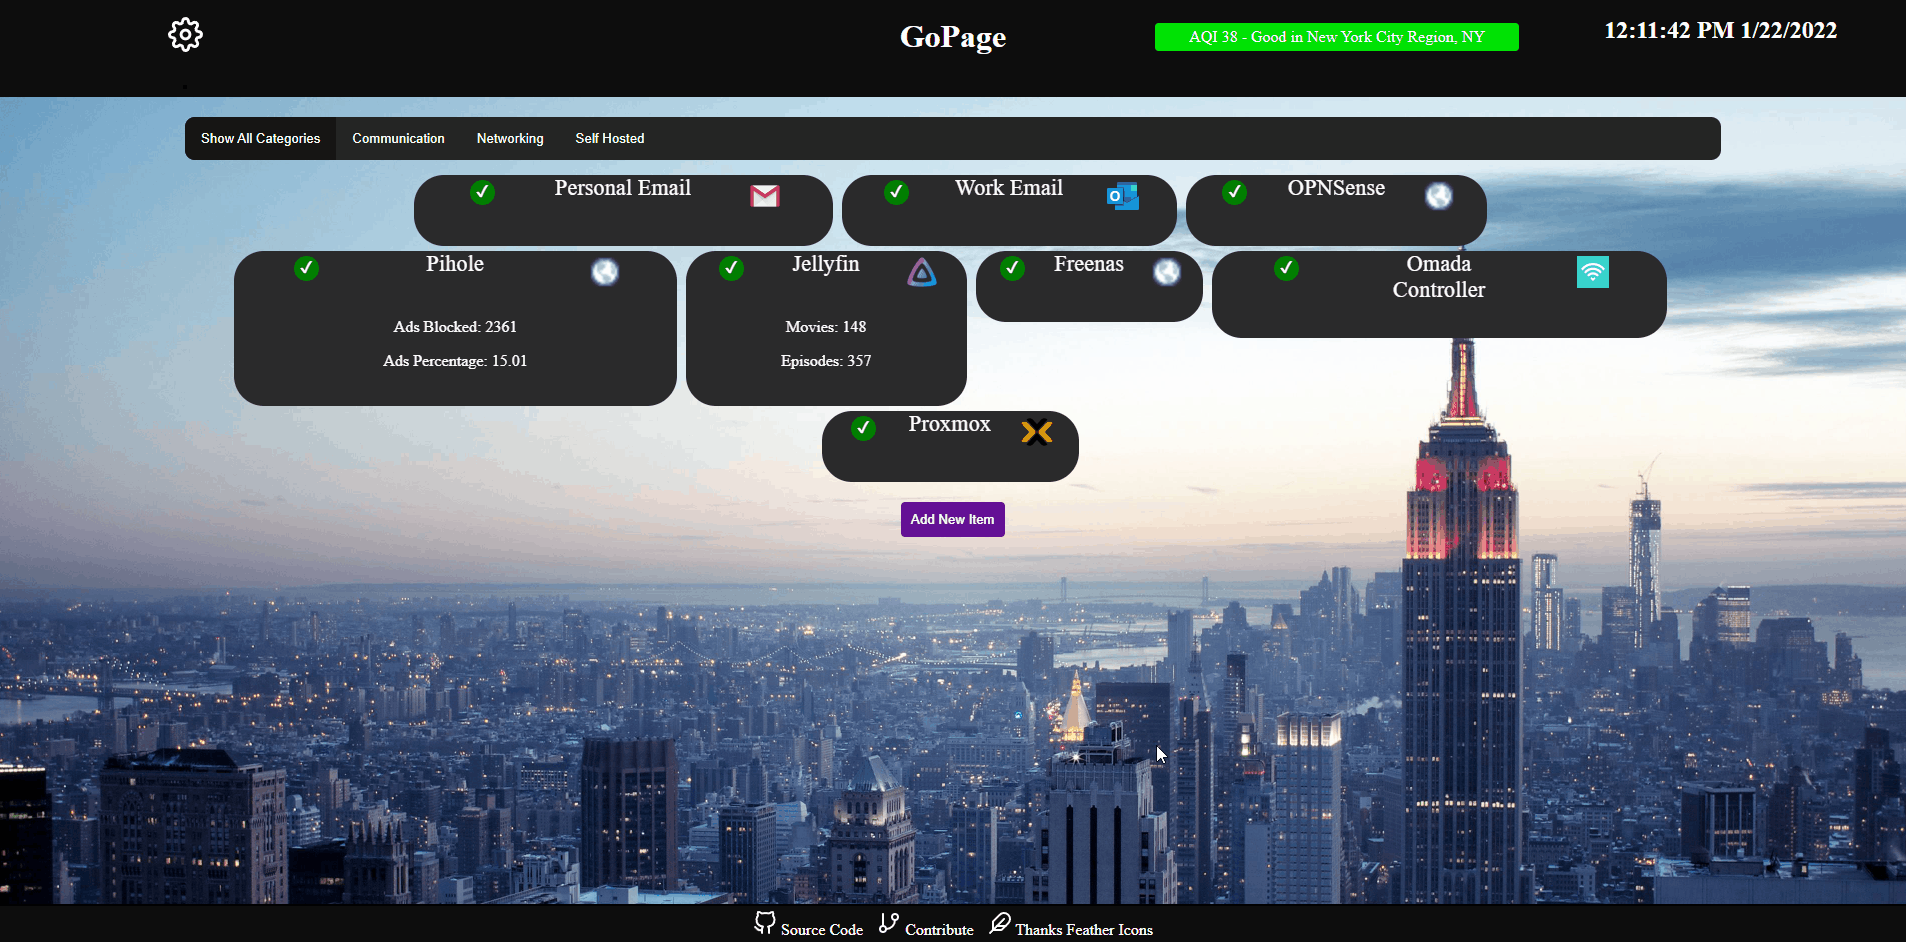 GoPage
AQI 38 - Good in New York City Region, NY
12:11:42 PM 1/22/2022
Show All Categories
Communication
Networking
Self Hosted
Personal Email
Work Email
OPNSense
Pihole
Ads Blocked: 2361
Ads Percentage: 15.01
Jellyfin
Movies: 148
Episodes: 357
Freenas
Omada
Controller
Proxmox
Add New Item
Source Code
Contribute
Thanks Feather Icons